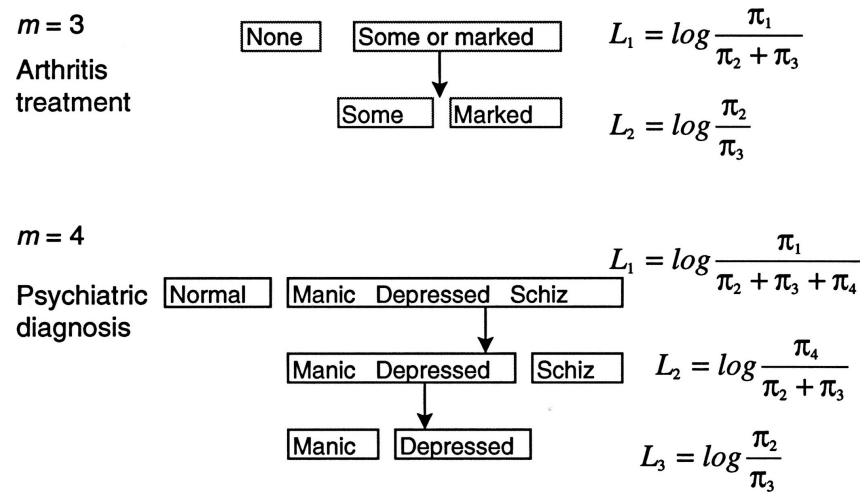 m = 3
None Some or marked
L₁ = log π₁ / (π₂ + π₃)
Arthritis
treatment
Some Marked
L₂ = log π₂ / π₃
m = 4
Psychiatric
diagnosis
Normal Manic Depressed Schiz
L₁ = log π₁ / (π₂ + π₃ + π₄)
Manic Depressed Schiz
L₂ = log π₄ / (π₂ + π₃)
Manic Depressed
L₃ = log π₂ / π₃